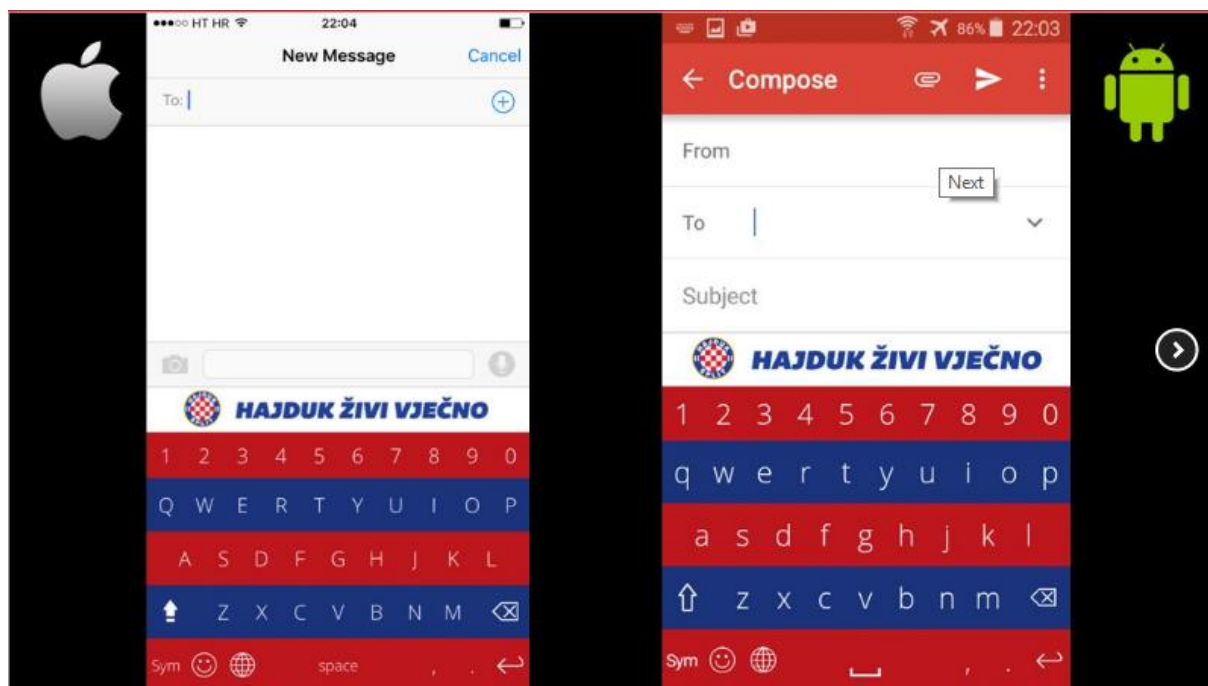 HT HR 22:04
New Message Cancel
To:
HAJDUK ŽIVI VJEČNO
1 2 3 4 5 6 7 8 9 0
Q W E R T Y U I O P
A S D F G H J K L
Z X C V B N M
Sym space , .
86% 22:03
Compose
From
Next
To
Subject
HAJDUK ŽIVI VJEČNO
1 2 3 4 5 6 7 8 9 0
q w e r t y u i o p
a s d f g h j k l
z x c v b n m
Sym , .